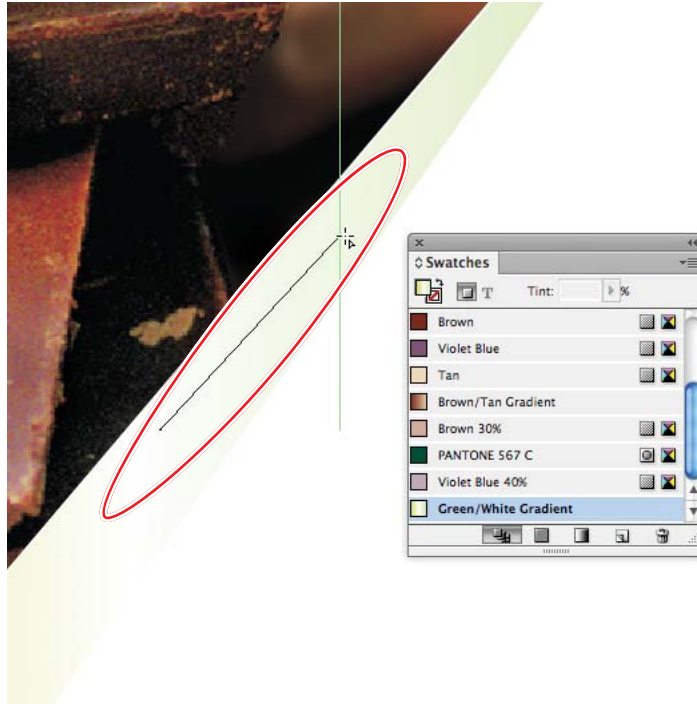 Swatches
T Tint: %
Brown
Violet Blue
Tan
Brown/Tan Gradient
Brown 30%
PANTONE 567 C
Violet Blue 40%
Green/White Gradient